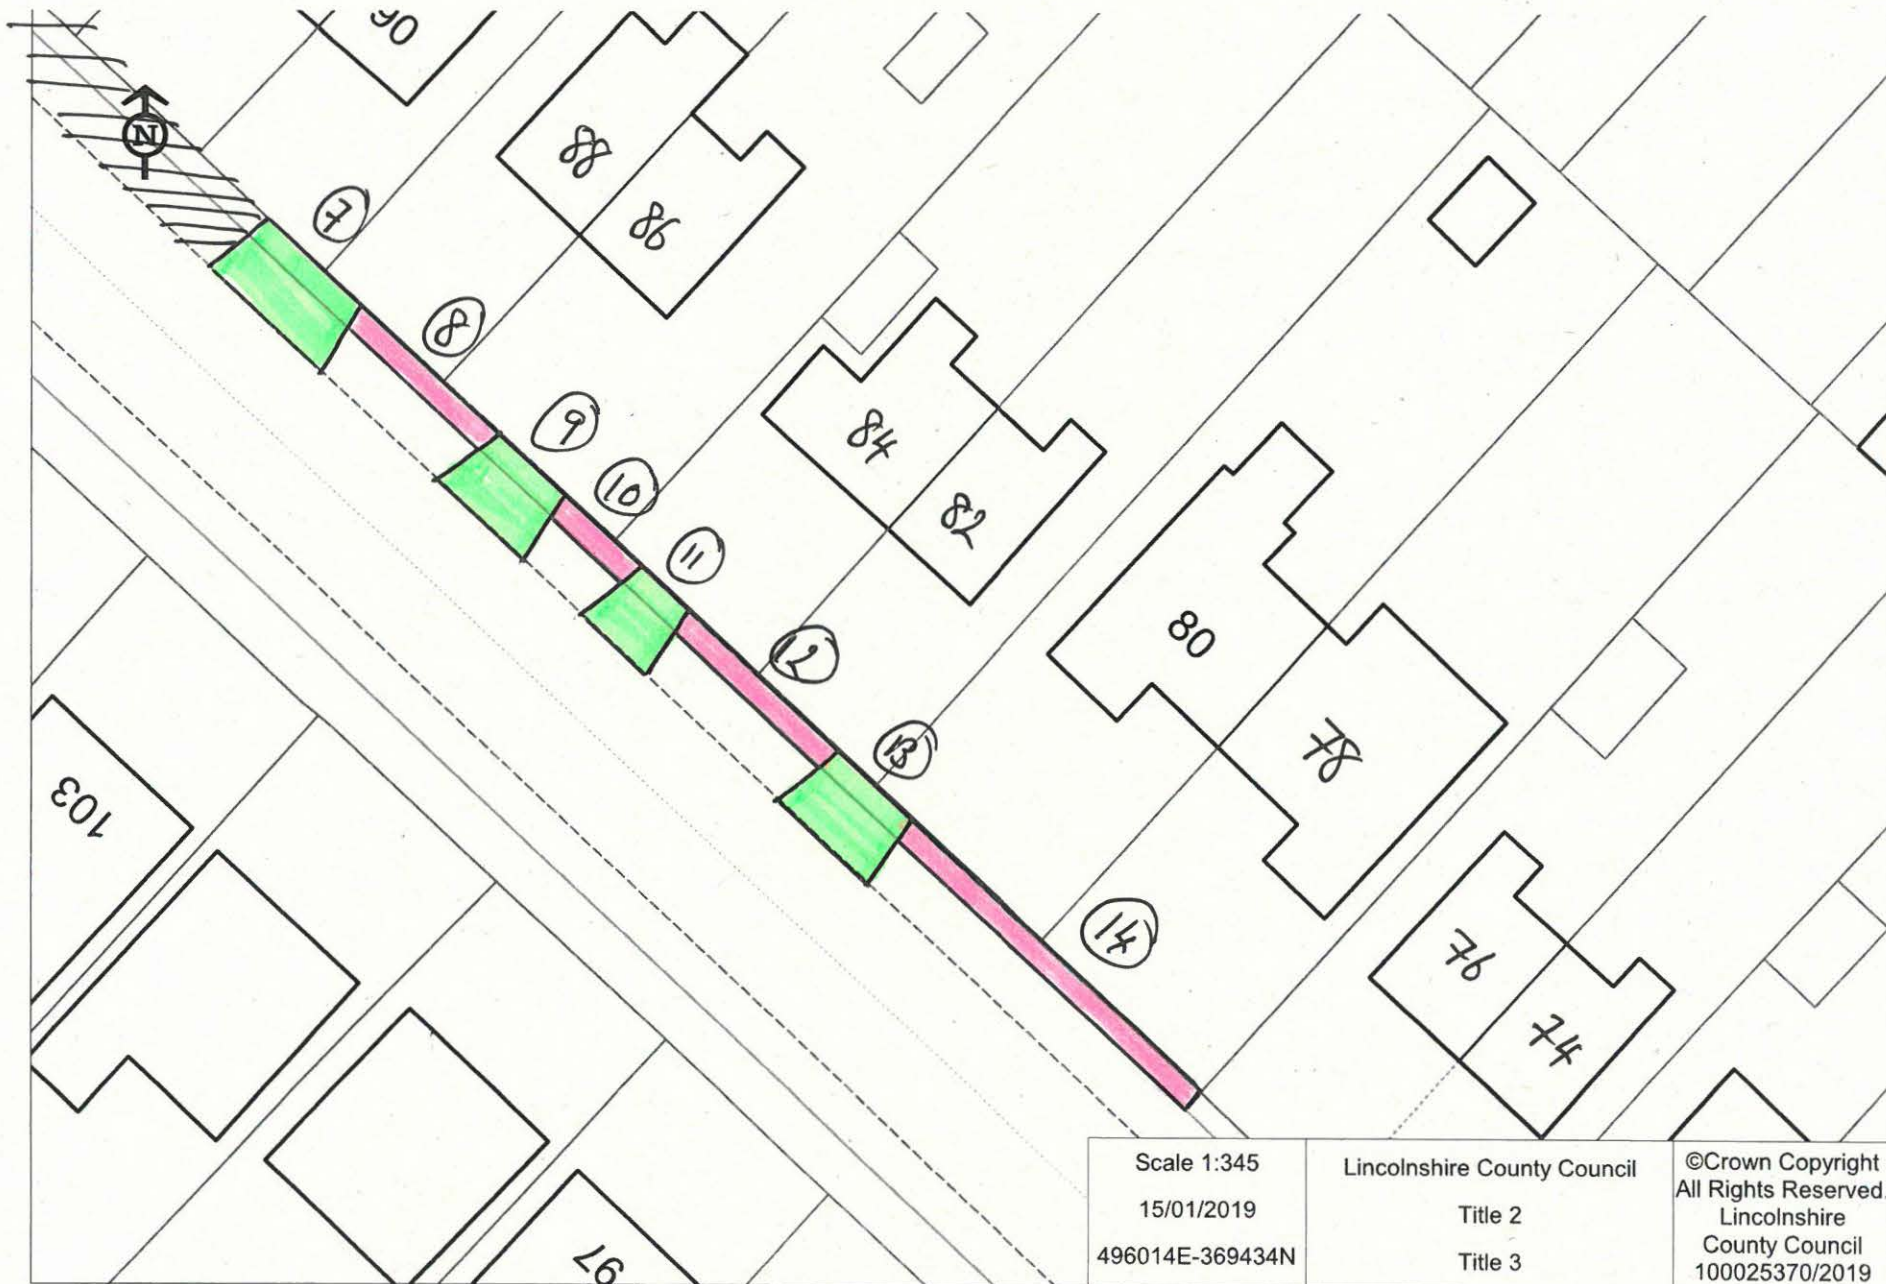 90
N
88
7
86
8
9
84
10
82
11
80
12
78
13
103
14
76
74
97
Scale 1:345
15/01/2019
496014E-369434N
Lincolnshire County Council
Title 2
Title 3
©Crown Copyright
All Rights Reserved.
Lincolnshire
County Council
100025370/2019